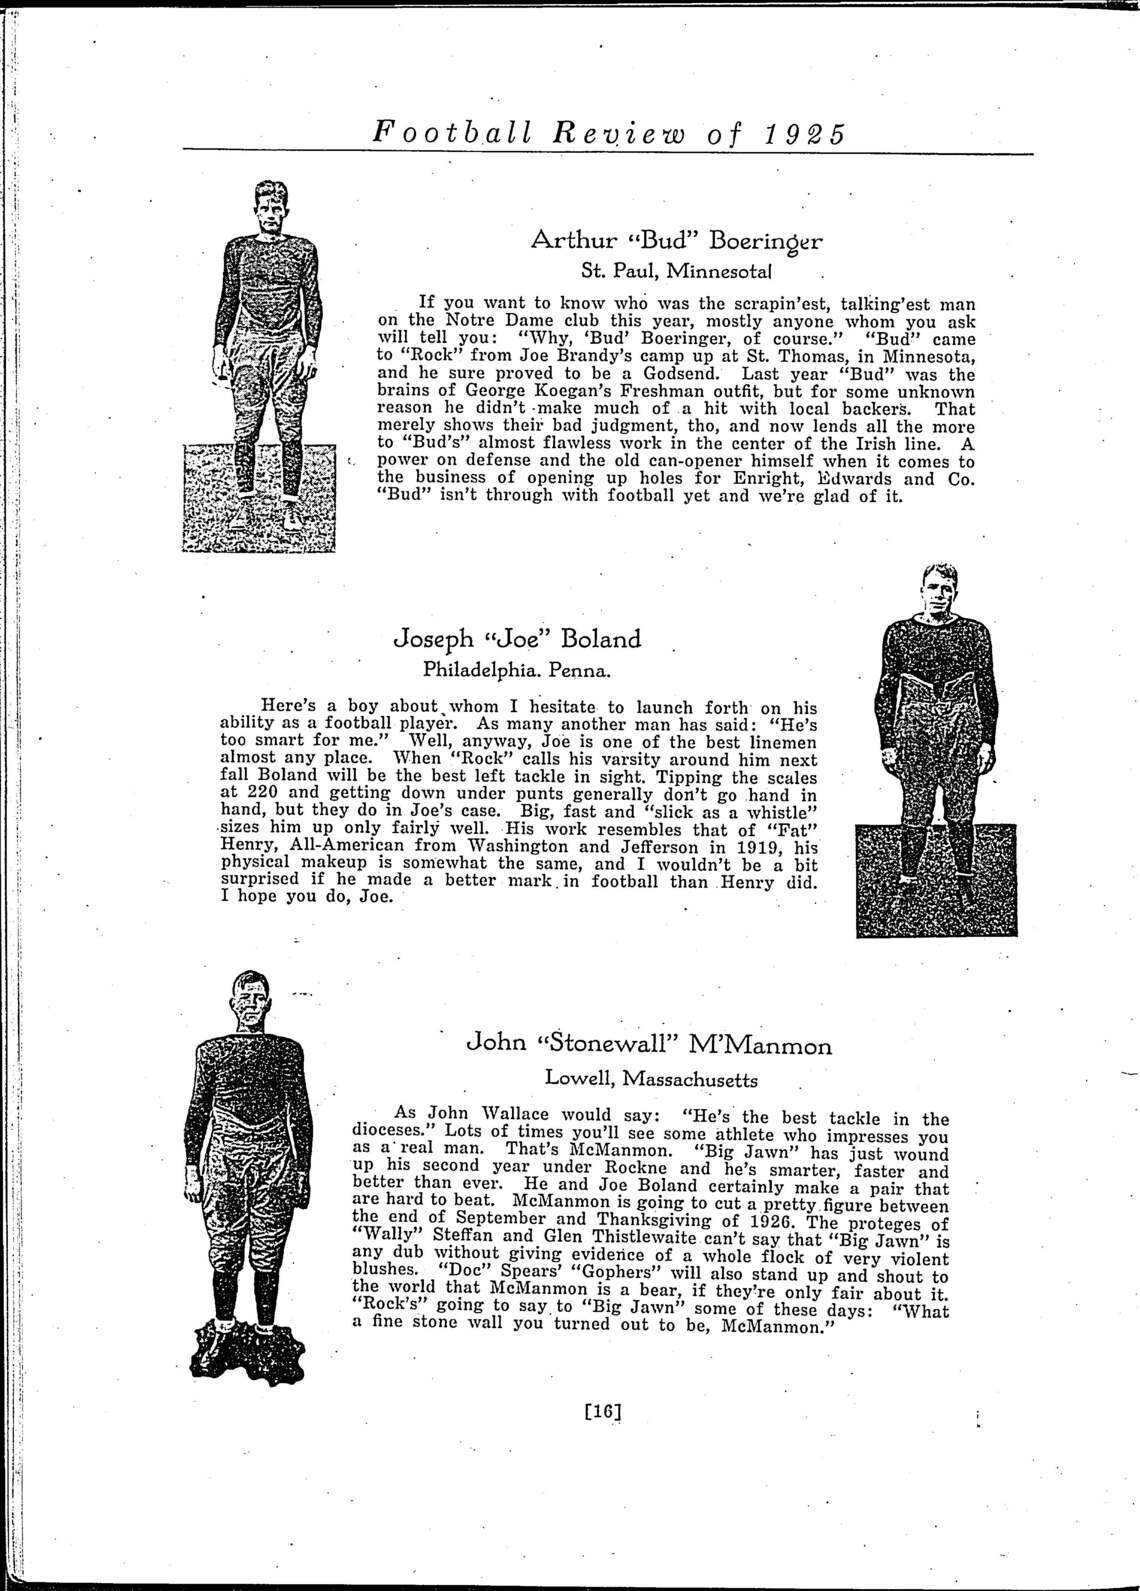 Football Review of 1925
Arthur “Bud” Boeringer
St. Paul, Minnesota
If you want to know who was the scrapin’est, talking’est man
on the Notre Dame club this year, mostly anyone whom you ask
will tell you: “Why, ‘Bud’ Boeringer, of course.” “Bud” came
to “Rock” from Joe Brandy’s camp up at St. Thomas, in Minnesota,
and he sure proved to be a Godsend. Last year “Bud” was the
brains of George Koegan’s Freshman outfit, but for some unknown
reason he didn’t make much of a hit with local backers. That
merely shows their bad judgment, tho, and now lends all the more
to “Bud’s” almost flawless work in the center of the Irish line. A
power on defense and the old can-opener himself when it comes to
the business of opening up holes for Enright, Edwards and Co.
“Bud” isn’t through with football yet and we’re glad of it.
Joseph “Joe” Boland
Philadelphia. Penna.
Here’s a boy about whom I hesitate to launch forth on his
ability as a football player. As many another man has said: “He’s
too smart for me.” Well, anyway, Joe is one of the best linemen
almost any place. When “Rock” calls his varsity around him next
fall Boland will be the best left tackle in sight. Tipping the scales
at 220 and getting down under punts generally don’t go hand in
hand, but they do in Joe’s case. Big, fast and “slick as a whistle”
sizes him up only fairly well. His work resembles that of “Fat”
Henry, All-American from Washington and Jefferson in 1919, his
physical makeup is somewhat the same, and I wouldn’t be a bit
surprised if he made a better mark in football than Henry did.
I hope you do, Joe.
John “Stonewall” M’Manmon
Lowell, Massachusetts
As John Wallace would say: “He’s the best tackle in the
dioceses.” Lots of times you’ll see some athlete who impresses you
as a real man. That’s McManmon. “Big Jawn” has just wound
up his second year under Rockne and he’s smarter, faster and
better than ever. He and Joe Boland certainly make a pair that
are hard to beat. McManmon is going to cut a pretty figure between
the end of September and Thanksgiving of 1926. The proteges of
“Wally” Steffan and Glen Thistlewaite can’t say that “Big Jawn” is
any dub without giving evidence of a whole flock of very violent
blushes. “Doc” Spears’ “Gophers” will also stand up and shout to
the world that McManmon is a bear, if they’re only fair about it.
“Rock’s” going to say to “Big Jawn” some of these days: “What
a fine stone wall you turned out to be, McManmon.”
[16]